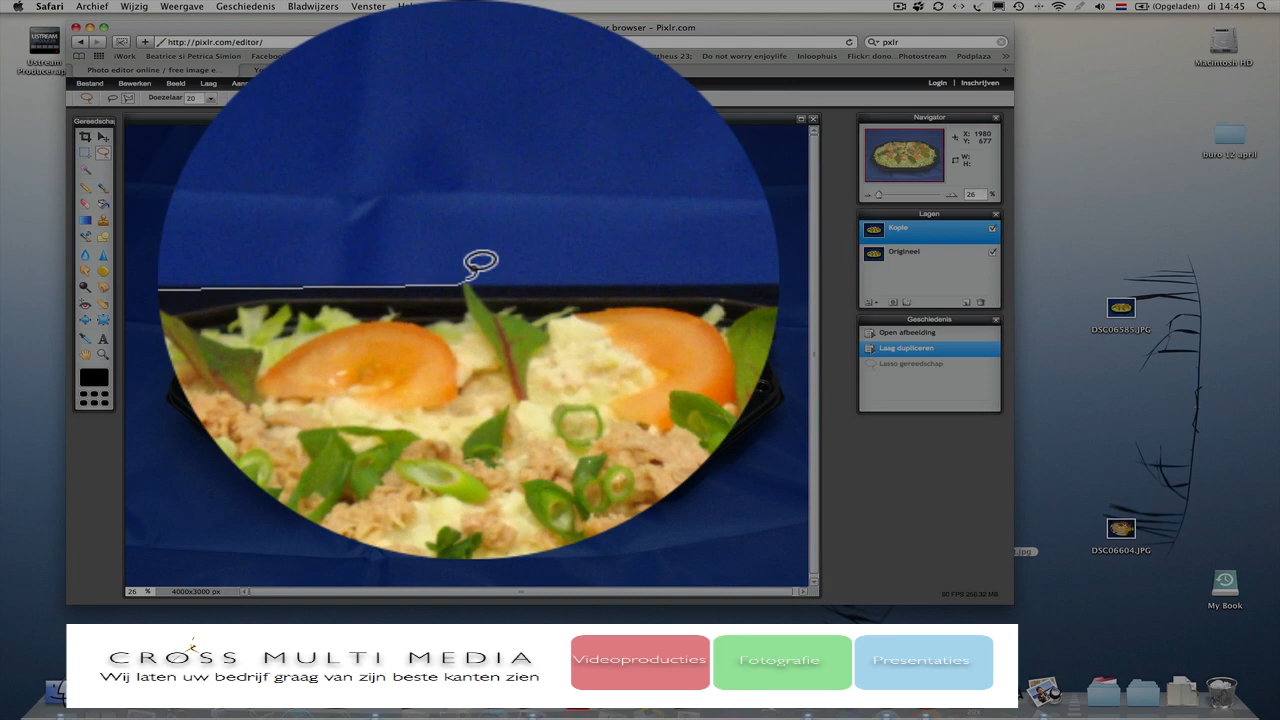 Safari Archief Wijzig Weergave Geschiedenis Bladwijzers Venster (Opgeladen) di 14:45
browser – Pixlr.com
http://pixlr.com/editor/
pixlr
iWork Beatrice si Petrica Simion Do not worry enjoylife Inloophuis Flickr: dono... Podplaza
Photo editor online / free image e...
Bestand Bewerken Beeld Laag Login | Inschrijven
Doezelaar 20
Navigator
X: 1980
Y: 677
W:
H:
26 %
Lagen
Kopie
Origineel
Geschiedenis
Open afbeelding
Laag dupliceren
Lasso gereedschap
26 % 4000x3000 px
Ustream
Macintosh HD
buro 12 april
DSC06585.JPG
DSC06604.JPG
My Book
CROSS MULTI MEDIA
Wij laten uw bedrijf graag van zijn beste kanten zien
Videoproducties
Fotografie
Presentaties